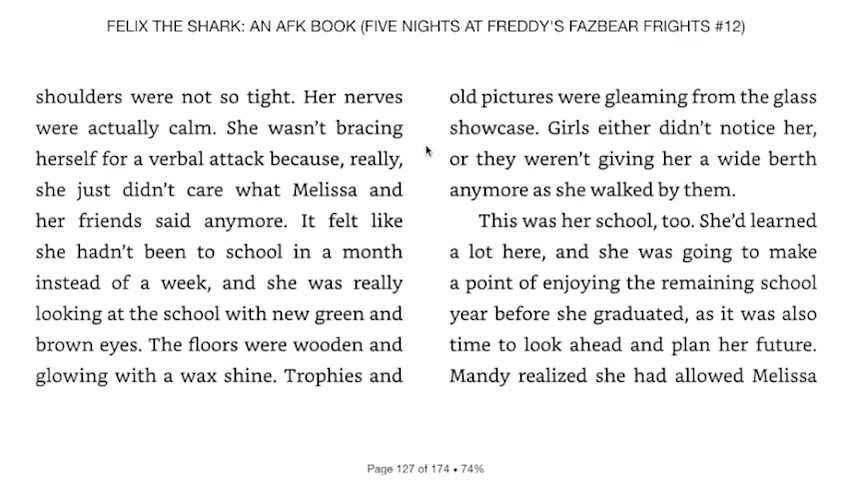 FELIX THE SHARK: AN AFK BOOK (FIVE NIGHTS AT FREDDY'S FAZBEAR FRIGHTS #12)
shoulders were not so tight. Her nerves
were actually calm. She wasn't bracing
herself for a verbal attack because, really,
she just didn't care what Melissa and
her friends said anymore. It felt like
she hadn't been to school in a month
instead of a week, and she was really
looking at the school with new green and
brown eyes. The floors were wooden and
glowing with a wax shine. Trophies and
old pictures were gleaming from the glass
showcase. Girls either didn't notice her,
or they weren't giving her a wide berth
anymore as she walked by them.
This was her school, too. She'd learned
a lot here, and she was going to make
a point of enjoying the remaining school
year before she graduated, as it was also
time to look ahead and plan her future.
Mandy realized she had allowed Melissa
Page 127 of 174 • 74%